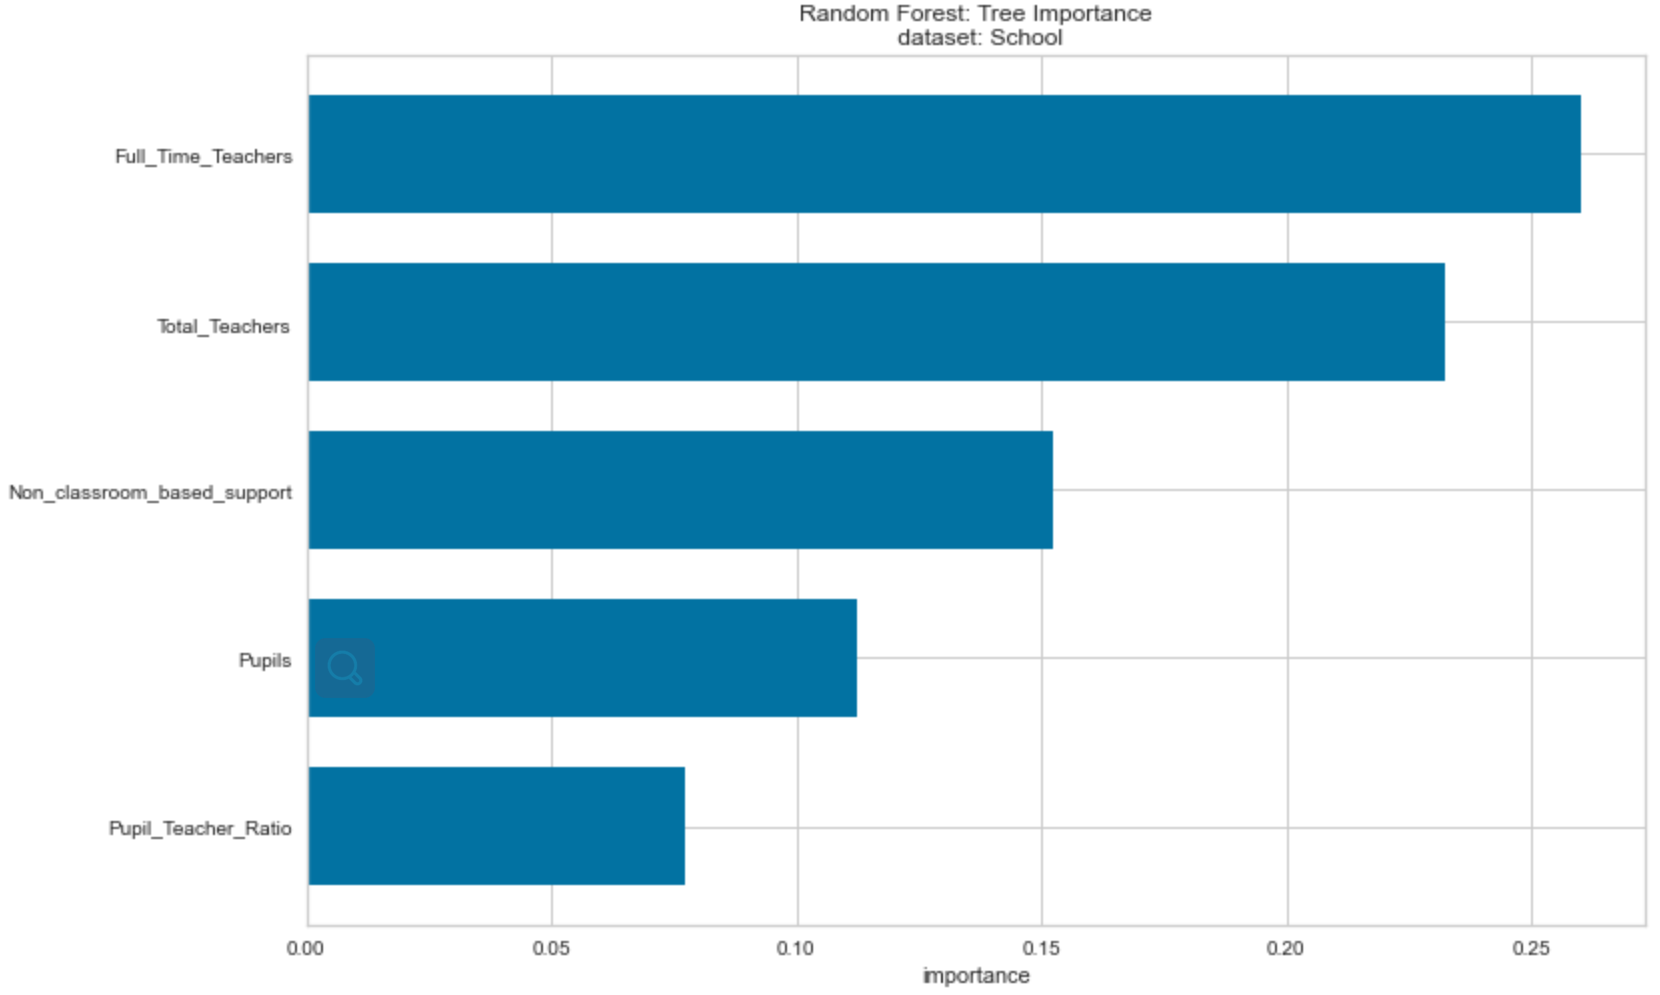 Random Forest: Tree Importance
dataset: School
Full_Time_Teachers
Total_Teachers
Non_classroom_based_support
Pupils
Pupil_Teacher_Ratio
0.00 0.05 0.10 0.15 0.20 0.25
importance